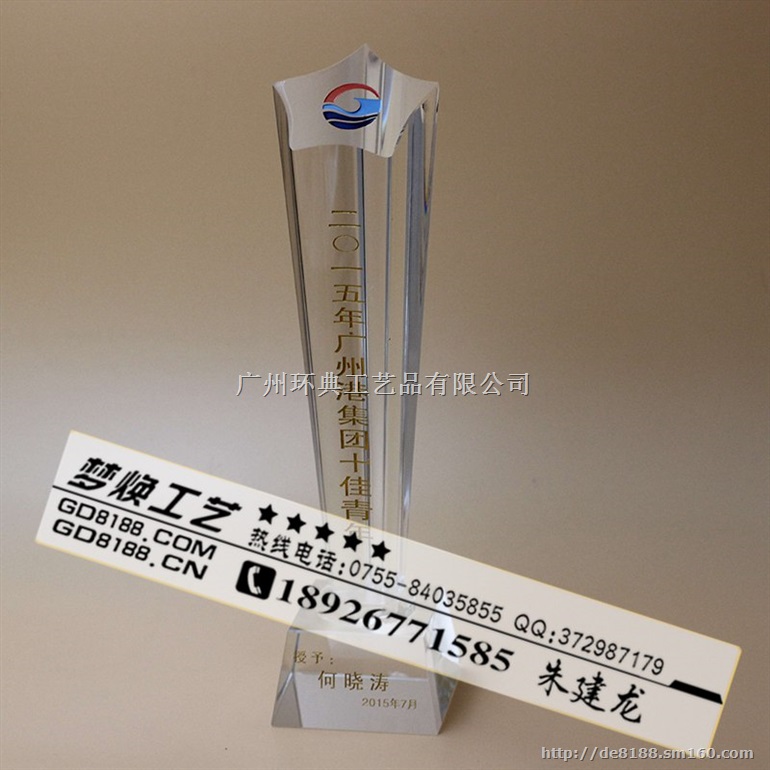 二〇一五年广州港集团十佳青年
广州环典工艺品有限公司
梦焕工艺
GD8188.COM
GD8188.CN
★★★★★
热线电话:0755-84035855 QQ:372987179
18926771585 朱建龙
授予：
何晓涛
2015年7月
http://de8188.sm160.com